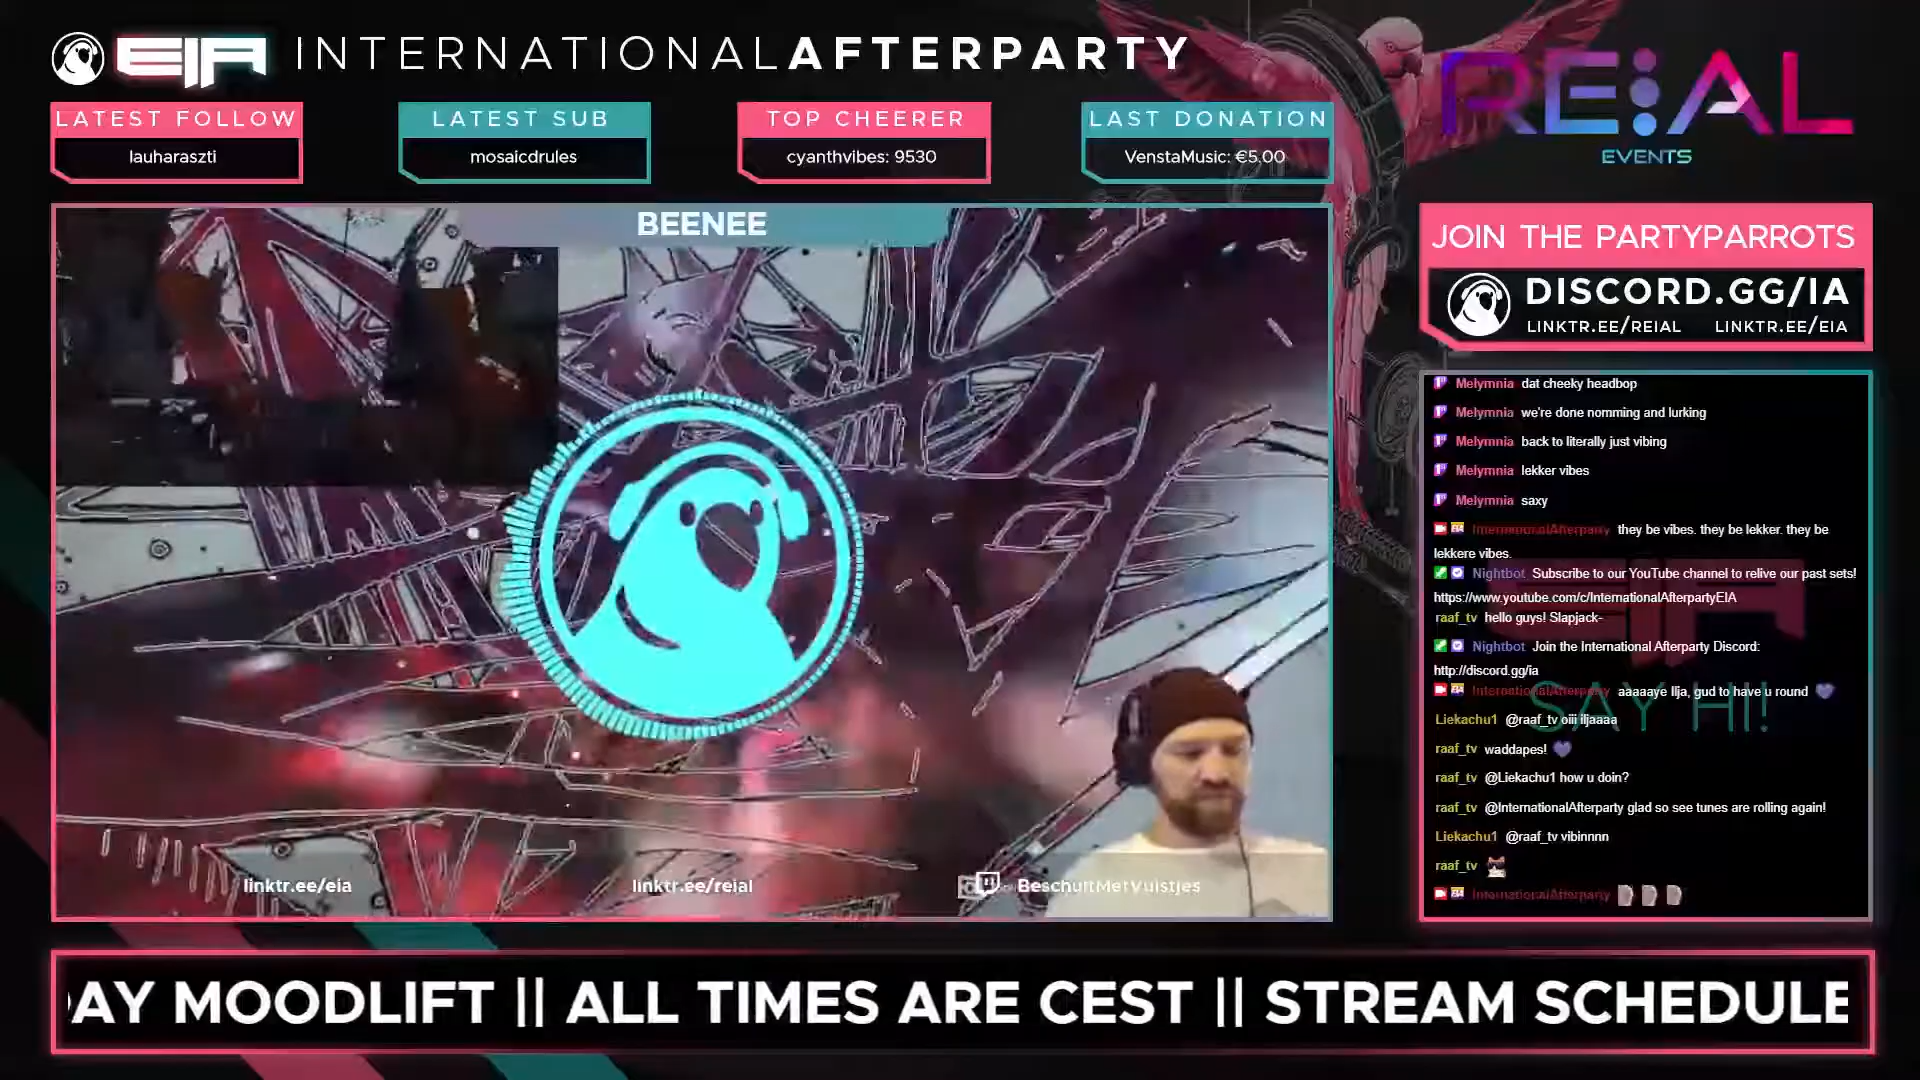 EIA INTERNATIONALAFTERPARTY
RE:AL
EVENTS
LATEST FOLLOW
lauharaszti
LATEST SUB
mosaicdrules
TOP CHEERER
cyanthvibes: 9530
LAST DONATION
VenstaMusic: €5.00
BEENEE
linktr.ee/eia
linktr.ee/reial
BeschuitMetVuistjes
JOIN THE PARTYPARROTS
DISCORD.GG/IA
LINKTR.EE/REIAL LINKTR.EE/EIA
Melymnia dat cheeky headbop
Melymnia we're done nomming and lurking
Melymnia back to literally just vibing
Melymnia lekker vibes
Melymnia saxy
InternationalAfterparty they be vibes. they be lekker. they be
lekkere vibes.
Nightbot Subscribe to our YouTube channel to relive our past sets!
https://www.youtube.com/c/InternationalAfterpartyEIA
raaf_tv hello guys! Slapjack-
Nightbot Join the International Afterparty Discord:
http://discord.gg/ia
InternationalAfterparty aaaaaye Ilja, gud to have u round
Liekachu1 @raaf_tv oiii iljaaaa
raaf_tv waddapes!
raaf_tv @Liekachu1 how u doin?
raaf_tv @InternationalAfterparty glad so see tunes are rolling again!
Liekachu1 @raaf_tv vibinnnn
raaf_tv
InternationalAfterparty
EIA
SAY HI!
AY MOODLIFT || ALL TIMES ARE CEST || STREAM SCHEDULE